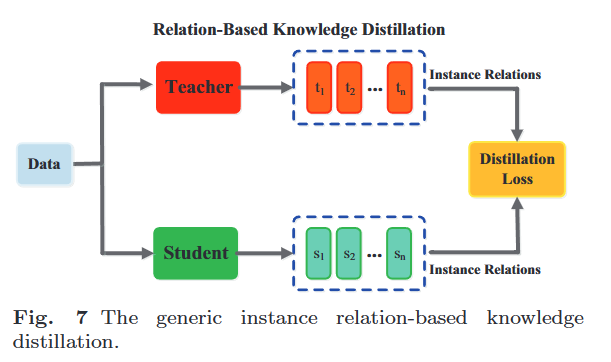 Relation-Based Knowledge Distillation
Teacher
t1 t2 ... tn
Instance Relations
Data
Distillation
Loss
Student
s1 s2 ... sn
Instance Relations
Fig. 7 The generic instance relation-based knowledge
distillation.